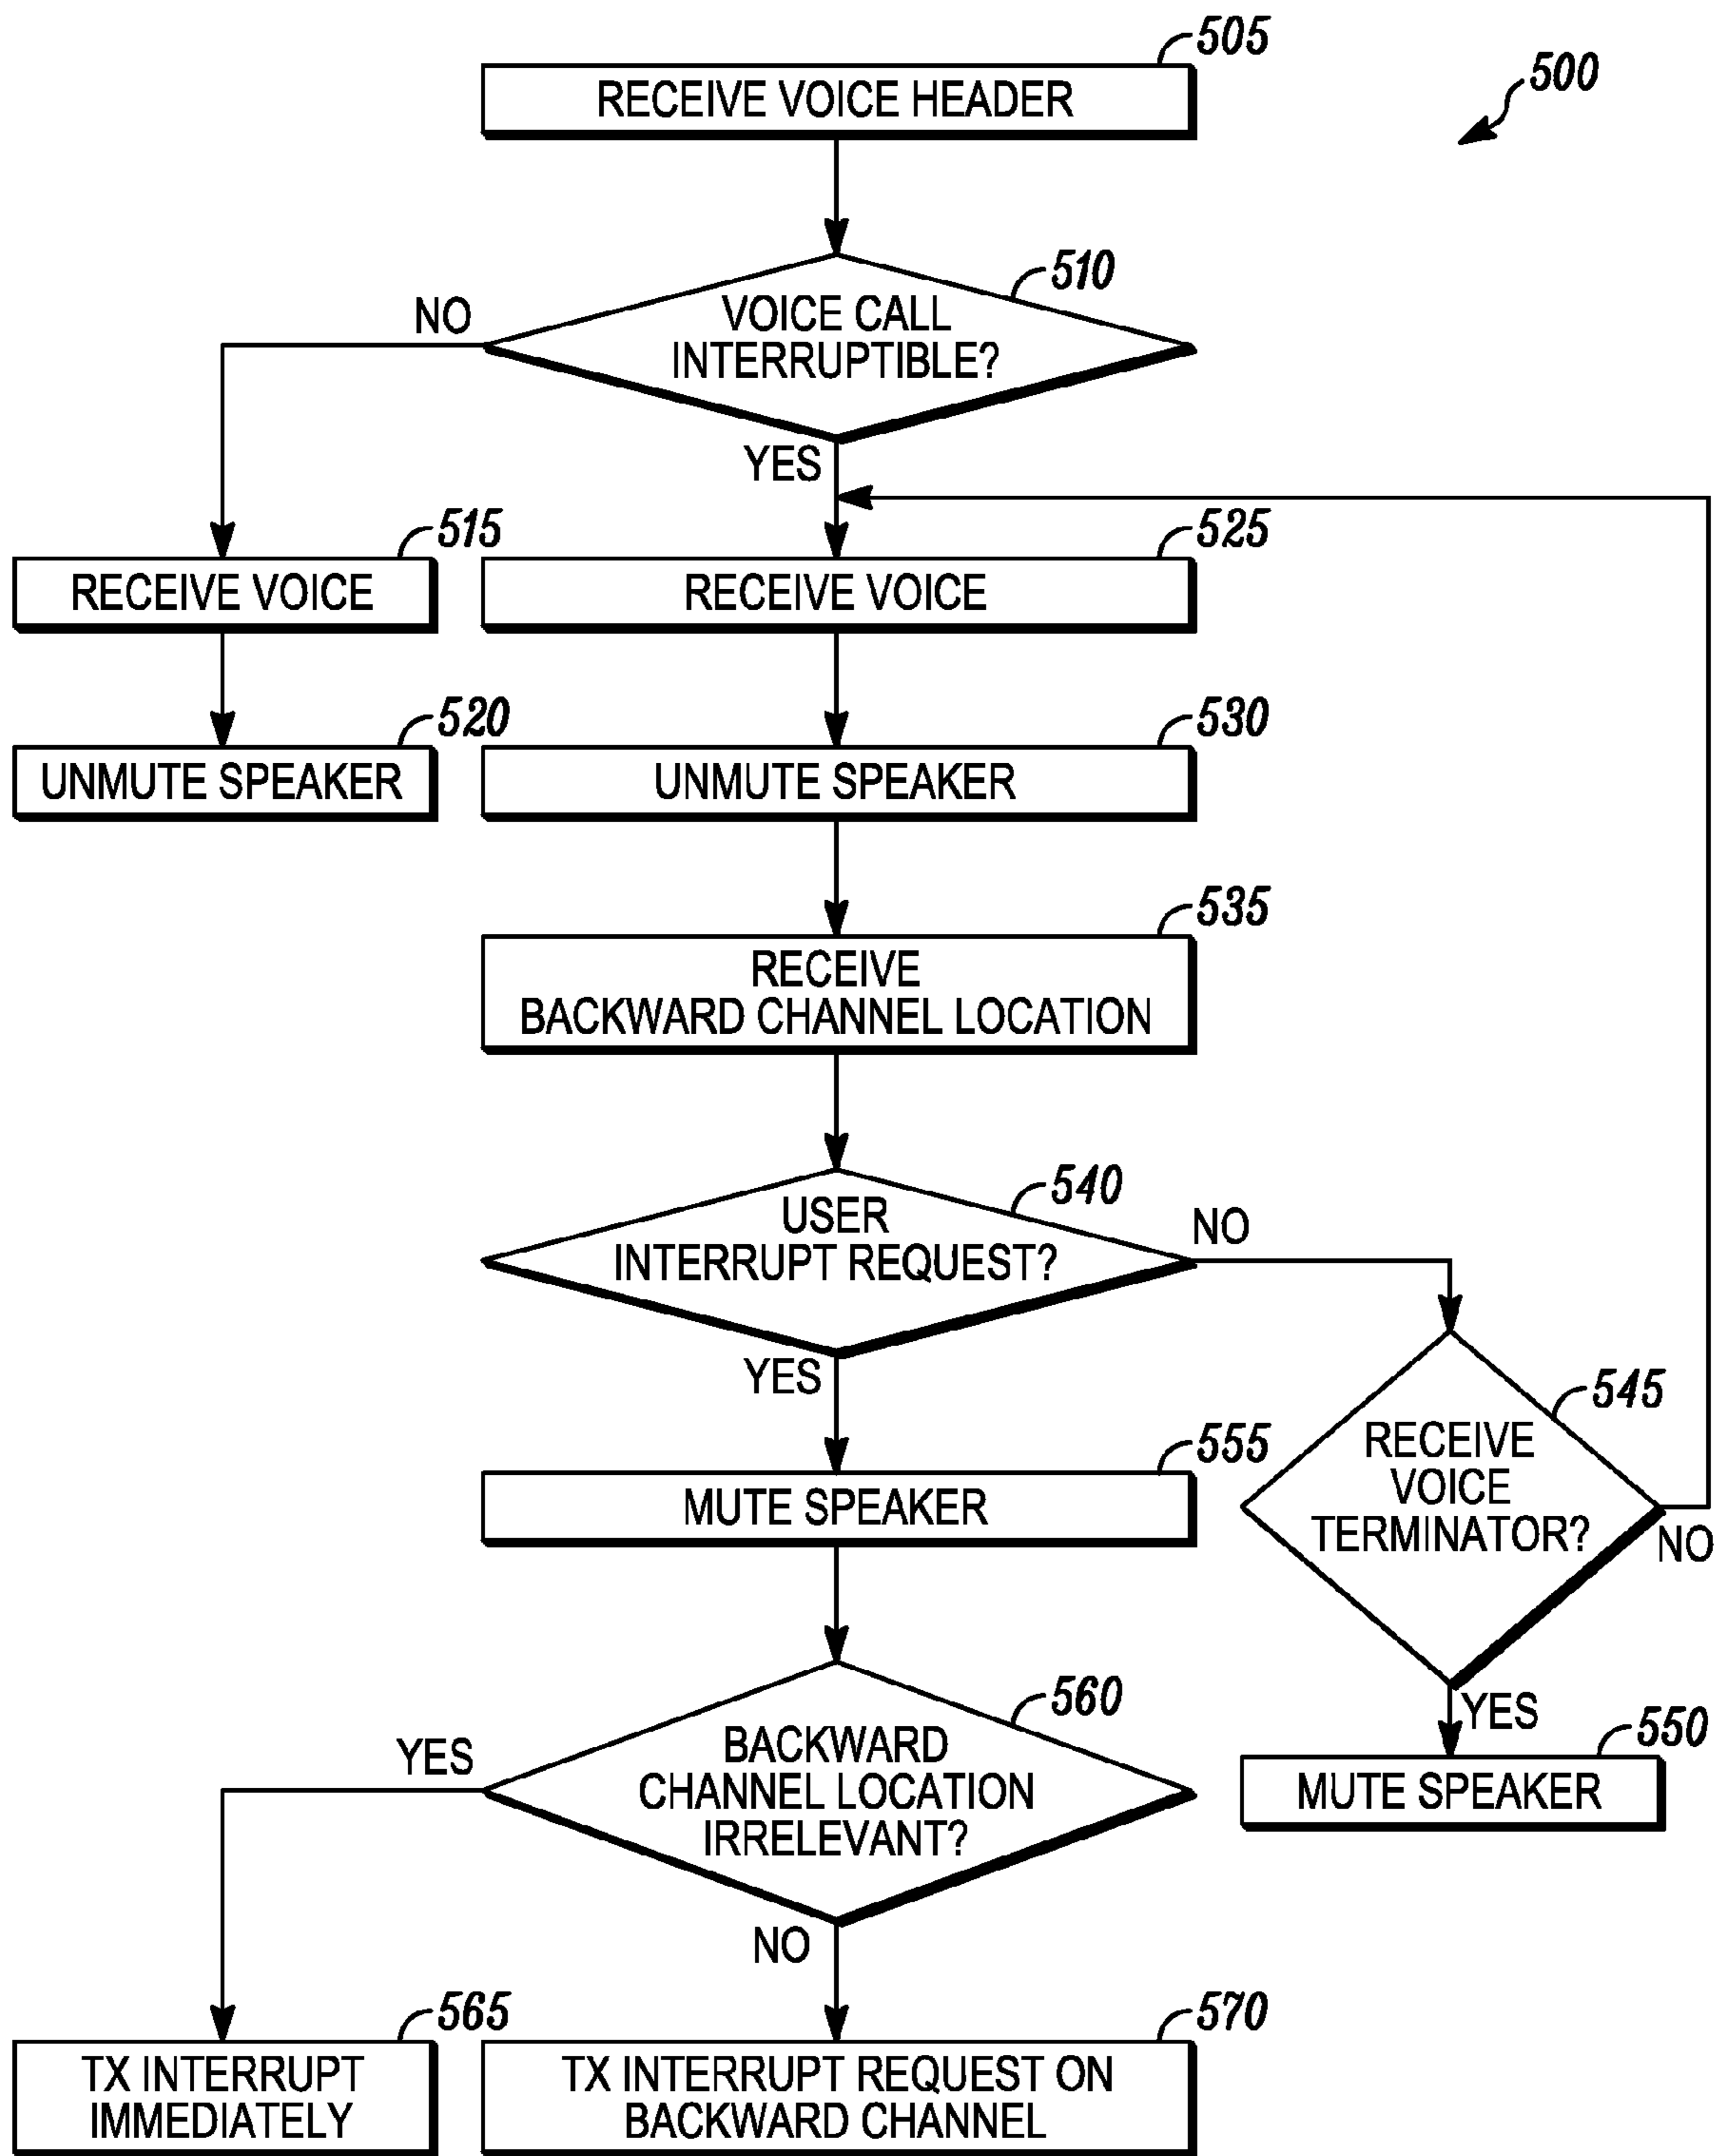 505
500
RECEIVE VOICE HEADER
510
NO
VOICE CALL
INTERRUPTIBLE?
YES
515
525
RECEIVE VOICE
RECEIVE VOICE
520
530
UNMUTE SPEAKER
UNMUTE SPEAKER
535
RECEIVE
BACKWARD CHANNEL LOCATION
540
USER
INTERRUPT REQUEST?
NO
YES
545
RECEIVE
VOICE
TERMINATOR?
NO
555
MUTE SPEAKER
560
YES
BACKWARD
CHANNEL LOCATION
IRRELEVANT?
YES
550
MUTE SPEAKER
NO
565
570
TX INTERRUPT
IMMEDIATELY
TX INTERRUPT REQUEST ON
BACKWARD CHANNEL